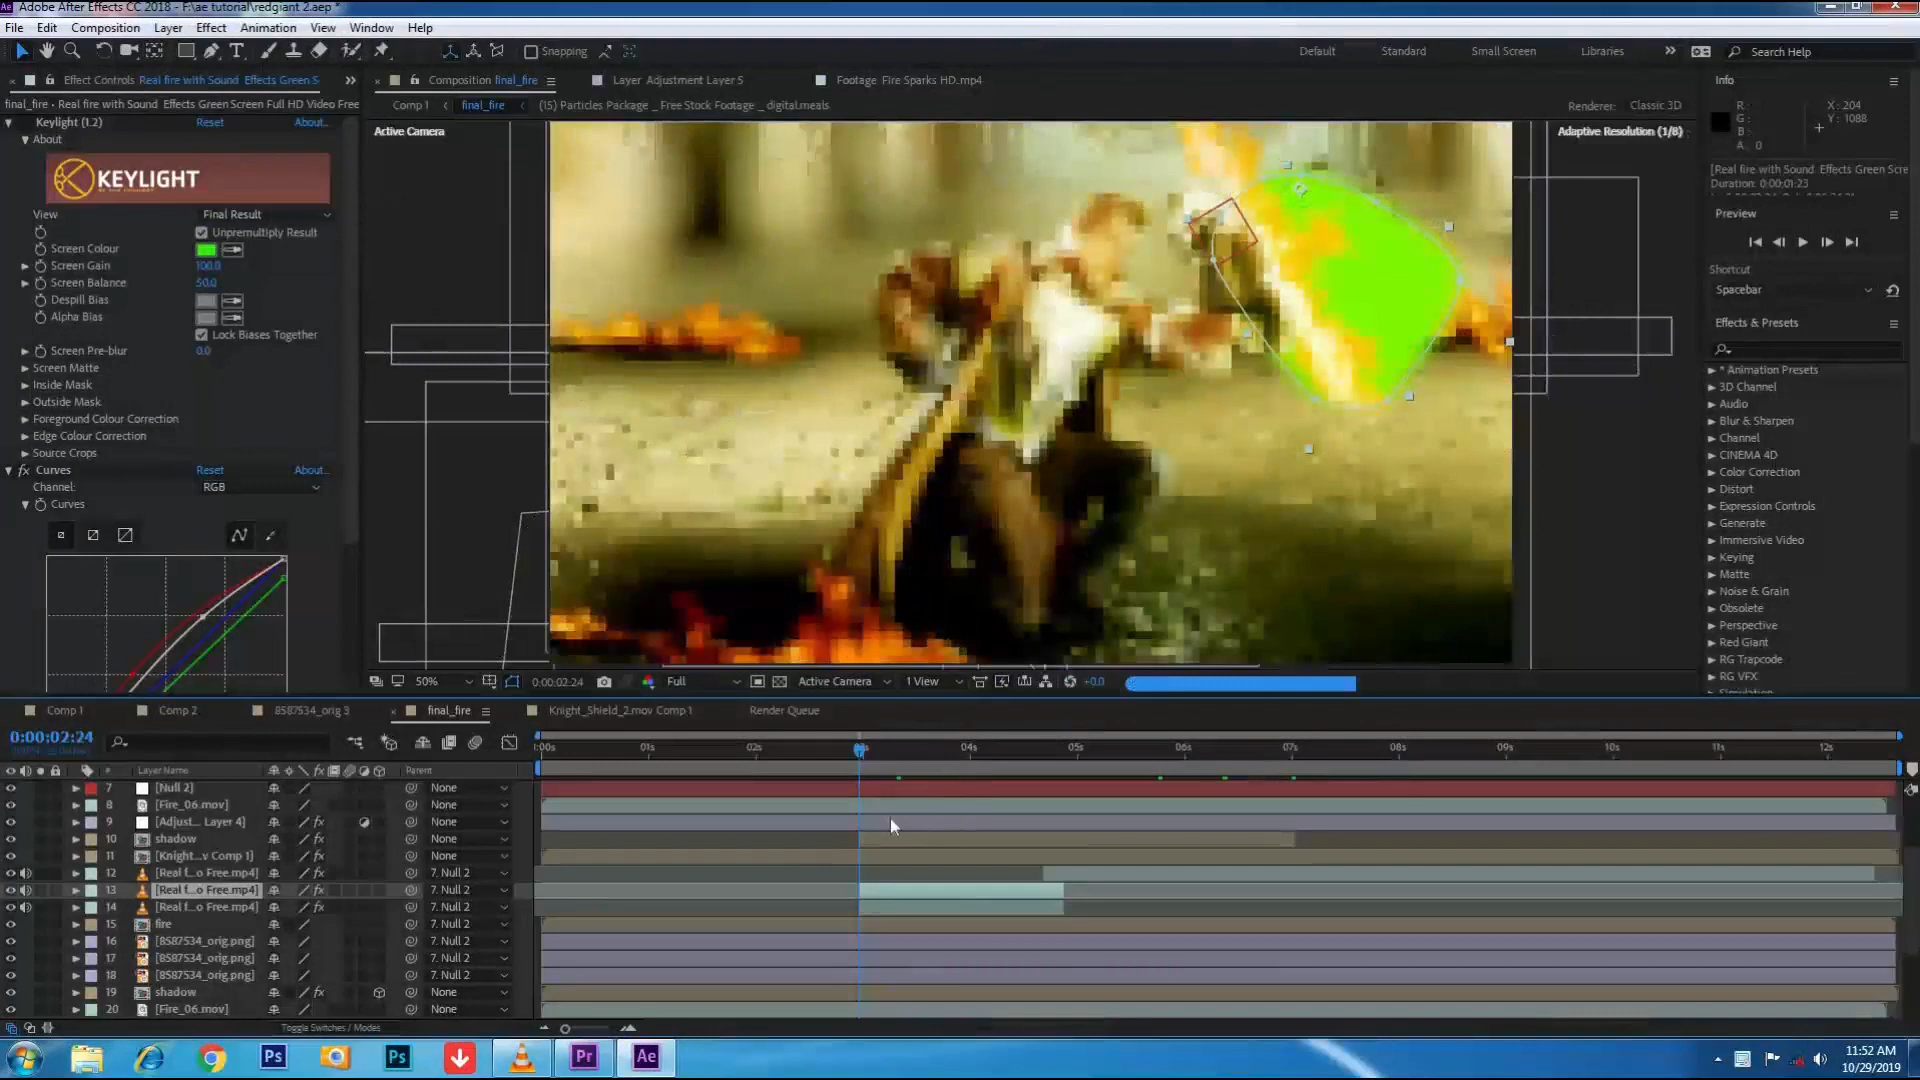 Adobe After Effects CC 2018 - F:\ae tutorial\redgiant 2.aep *
File Edit Composition Layer Effect Animation View Window Help
Snapping
Default Standard Small Screen Libraries Search Help
Effect Controls Real fire with Sound Effects Green S
Composition final_fire
Layer Adjustment Layer 5
Footage Fire Sparks HD.mp4
Info
final_fire • Real fire with Sound Effects Green Screen Full HD Video Free
Comp 1 final_fire (15) Particles Package _ Free Stock Footage _ digital.meals
Renderer: Classic 3D
Active Camera
Adaptive Resolution (1/8)
R:
G:
B:
A: 0
X: 204
Y: 1088
Keylight (1.2) Reset About...
About
KEYLIGHT
View Final Result
Unpremultiply Result
Screen Colour
Screen Gain 100.0
Screen Balance 50.0
Despill Bias
Alpha Bias
Lock Biases Together
Screen Pre-blur 0.0
Screen Matte
Inside Mask
Outside Mask
Foreground Colour Correction
Edge Colour Correction
Source Crops
Curves Reset About...
Channel: RGB
Curves
[Real fire with Sound Effects Green Scre
Duration: 0:00:01:23
Preview
Shortcut
Spacebar
Effects & Presets
* Animation Presets
3D Channel
Audio
Blur & Sharpen
Channel
CINEMA 4D
Color Correction
Distort
Expression Controls
Generate
Immersive Video
Keying
Matte
Noise & Grain
Obsolete
Perspective
Red Giant
RG Trapcode
RG VFX
50% 0:00:02:24 Full Active Camera 1 View +0.0
Comp 1 Comp 2 8587534_orig 3 final_fire Knight_Shield_2.mov Comp 1 Render Queue
0:00:02:24
:00s 01s 02s 04s 05s 06s 07s 08s 09s 10s 11s 12s
# Layer Name Parent
7 [Null 2] None
8 [Fire_06.mov] None
9 [Adjust... Layer 4] None
10 shadow None
11 [Knight...v Comp 1] None
12 [Real f...o Free.mp4] 7. Null 2
13 [Real f...o Free.mp4] 7. Null 2
14 [Real f...o Free.mp4] 7. Null 2
15 fire 7. Null 2
16 [8587534_orig.png] 7. Null 2
17 [8587534_orig.png] 7. Null 2
18 [8587534_orig.png] 7. Null 2
19 shadow None
20 [Fire_06.mov] None
Toggle Switches / Modes
Ps Ps Pr Ae
11:52 AM
10/29/2019